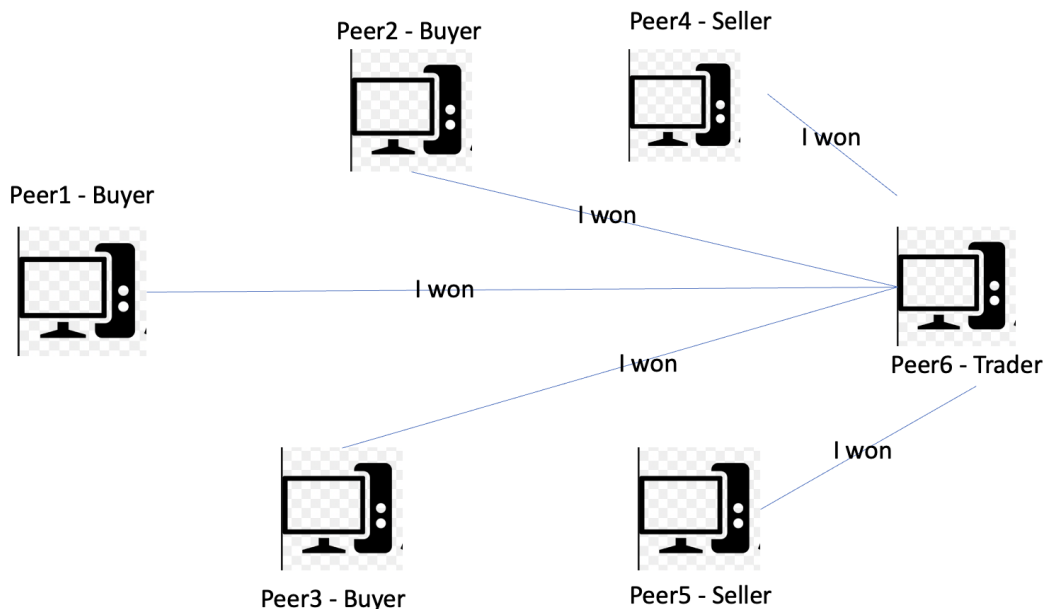 Peer2 - Buyer
Peer4 - Seller
I won
Peer1 - Buyer
I won
I won
I won
Peer6 - Trader
I won
Peer3 - Buyer
Peer5 - Seller